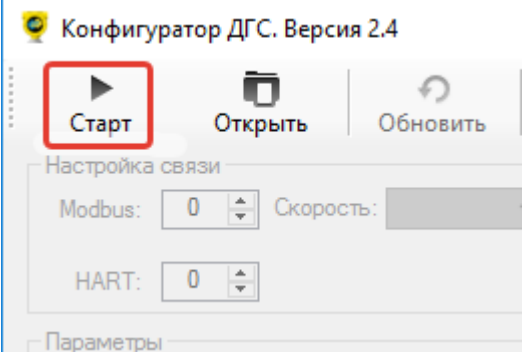 Конфигуратор ДГС. Версия 2.4
Старт Открыть Обновить
Настройка связи
Modbus: 0 Скорость:
HART: 0
Параметры